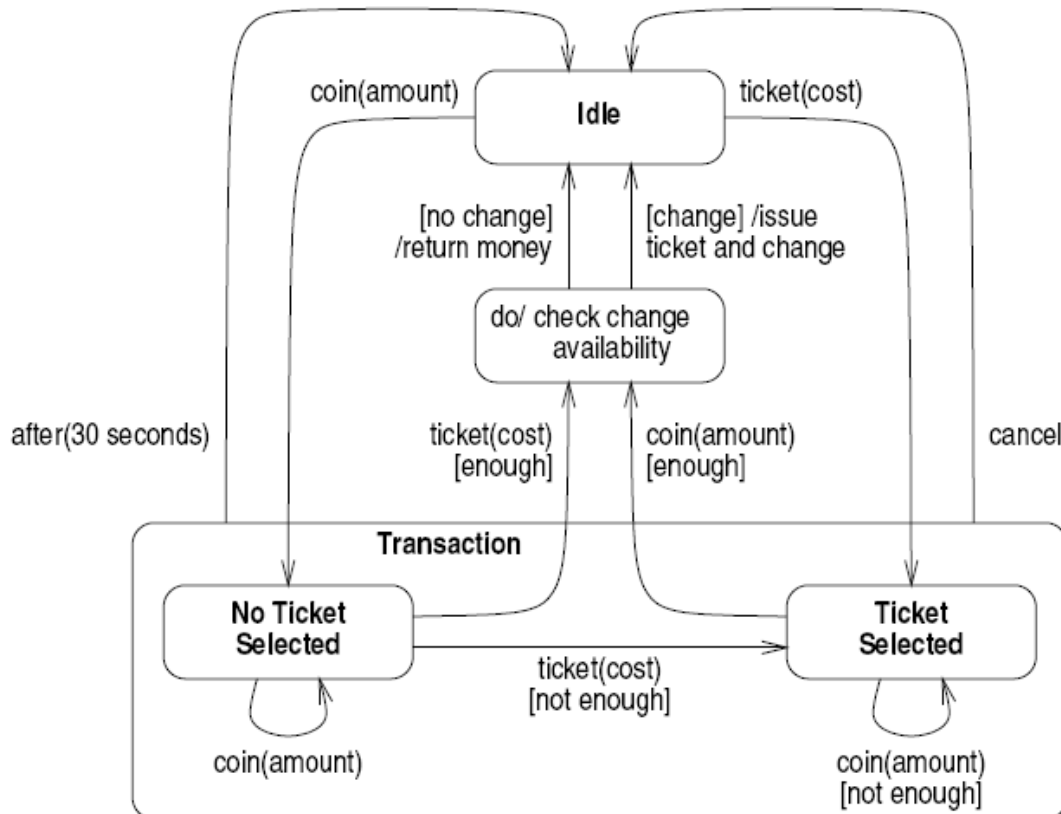 coin(amount)
Idle
ticket(cost)
[no change]
/return money
[change] /issue
ticket and change
do/ check change
availability
after(30 seconds)
ticket(cost)
[enough]
coin(amount)
[enough]
cancel
Transaction
No Ticket
Selected
Ticket
Selected
ticket(cost)
[not enough]
coin(amount)
coin(amount)
[not enough]